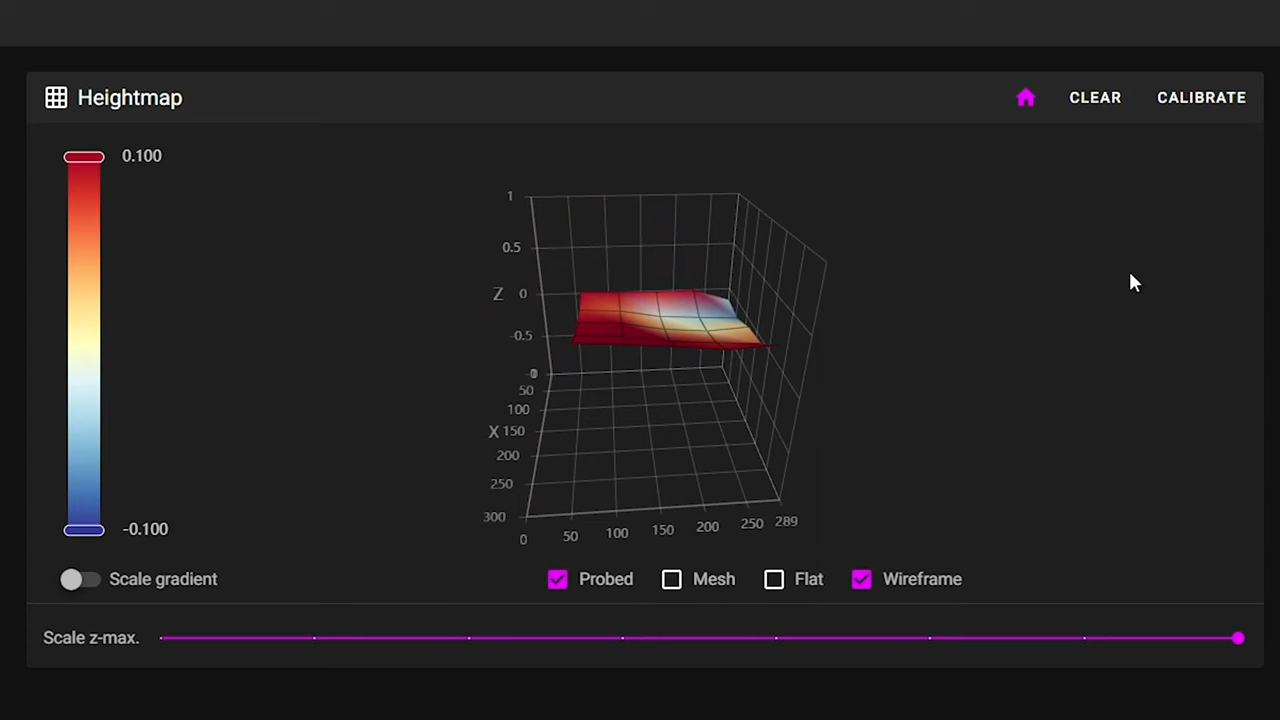 Heightmap
CLEAR
CALIBRATE
0.100
-0.100
1
0.5
Z
0
-0.5
50
100
X
150
200
250
300
0
50
100
150
200
250
289
Scale gradient
Probed
Mesh
Flat
Wireframe
Scale z-max.